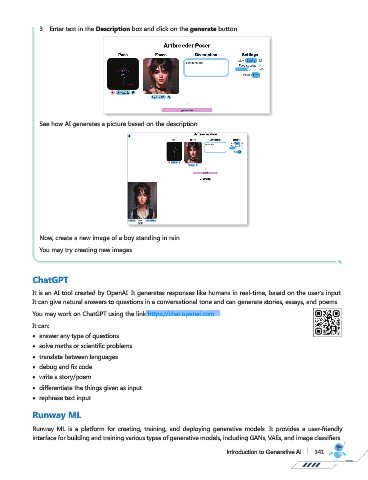 3 Enter text in the Description box and click on the generate button
Artbreeder Poser
Pose Faces Description Settings
See how AI generates a picture based on the description
Now, create a new image of a boy standing in rain
You may try creating new images
ChatGPT
It is an AI tool created by OpenAI It generates responses like humans in real-time, based on the user's input
It can give natural answers to questions in a conversational tone and can generate stories, essays, and poems
You may work on ChatGPT using the link https://chat.openai.com
It can:
• answer any type of questions
• solve maths or scientific problems
• translate between languages
• debug and fix code
• write a story/poem
• differentiate the things given as input
• rephrase text input
Runway ML
Runway ML is a platform for creating, training, and deploying generative models It provides a user-friendly
interface for building and training various types of generative models, including GANs, VAEs, and image classifiers
Introduction to Generative AI 341